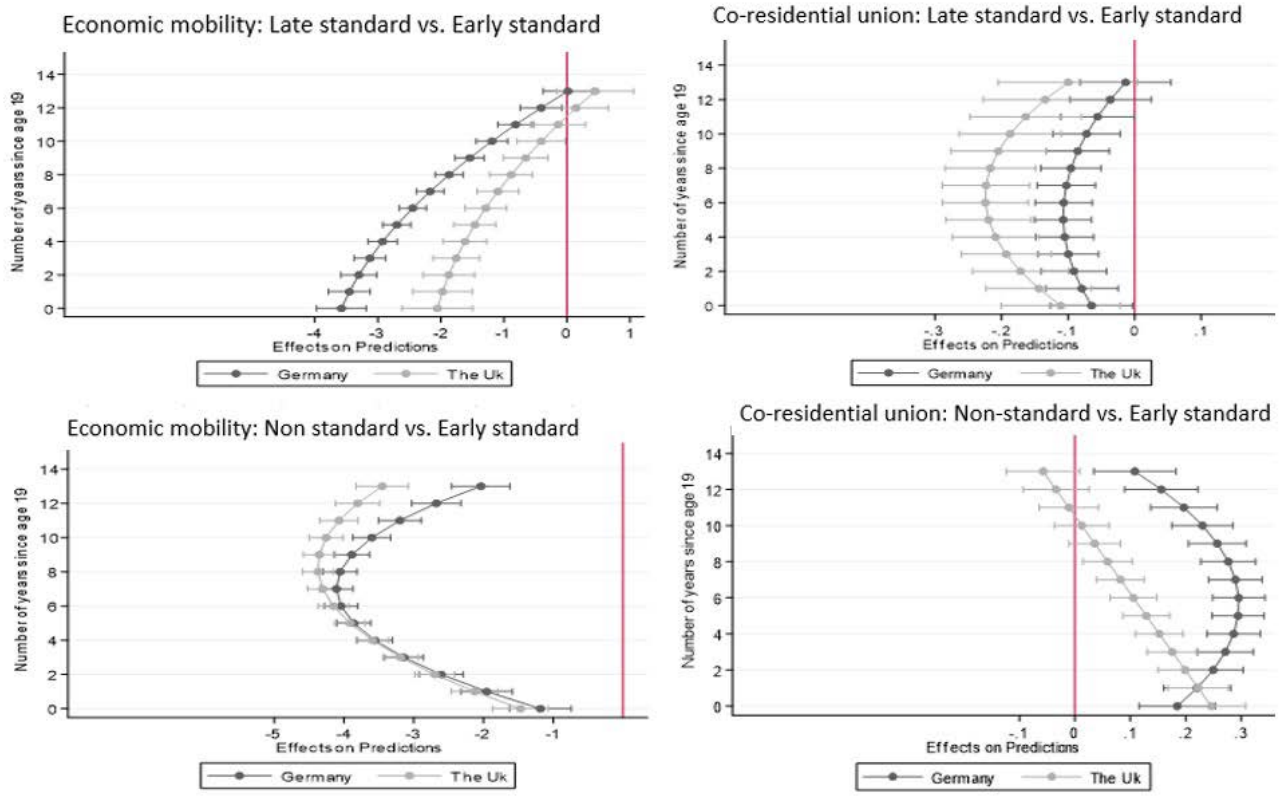 Economic mobility: Late standard vs. Early standard
Number of years since age 19
14
12
10
8
6
4
2
0
-4 -3 -2 -1 0 1
Effects on Predictions
Germany The Uk
Co-residential union: Late standard vs. Early standard
Number of years since age 19
14
12
10
8
6
4
2
0
-.3 -.2 -.1 0 .1
Effects on Predictions
Germany The Uk
Economic mobility: Non standard vs. Early standard
Number of years since age 19
14
12
10
8
6
4
2
0
-5 -4 -3 -2 -1
Effects on Predictions
Germany The Uk
Co-residential union: Non-standard vs. Early standard
Number of years since age 19
14
12
10
8
6
4
2
0
-.1 0 .1 .2 .3
Effects on Predictions
Germany The Uk